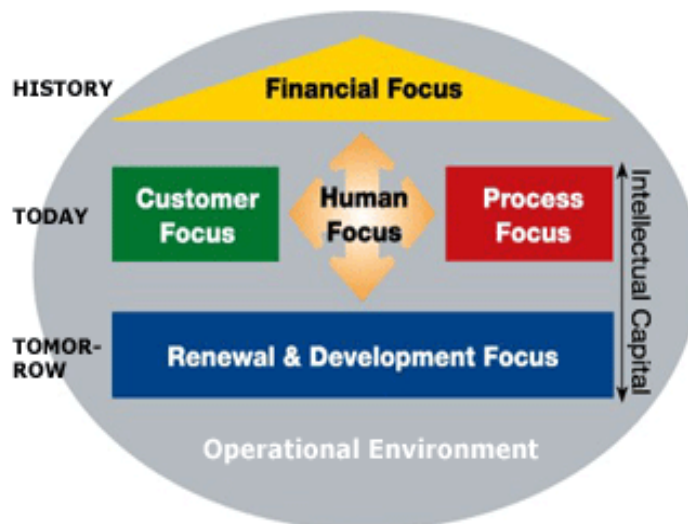 HISTORY
Financial Focus
TODAY
Customer
Focus
Human
Focus
Process
Focus
Intellectual Capital
TOMOR-
ROW
Renewal & Development Focus
Operational Environment